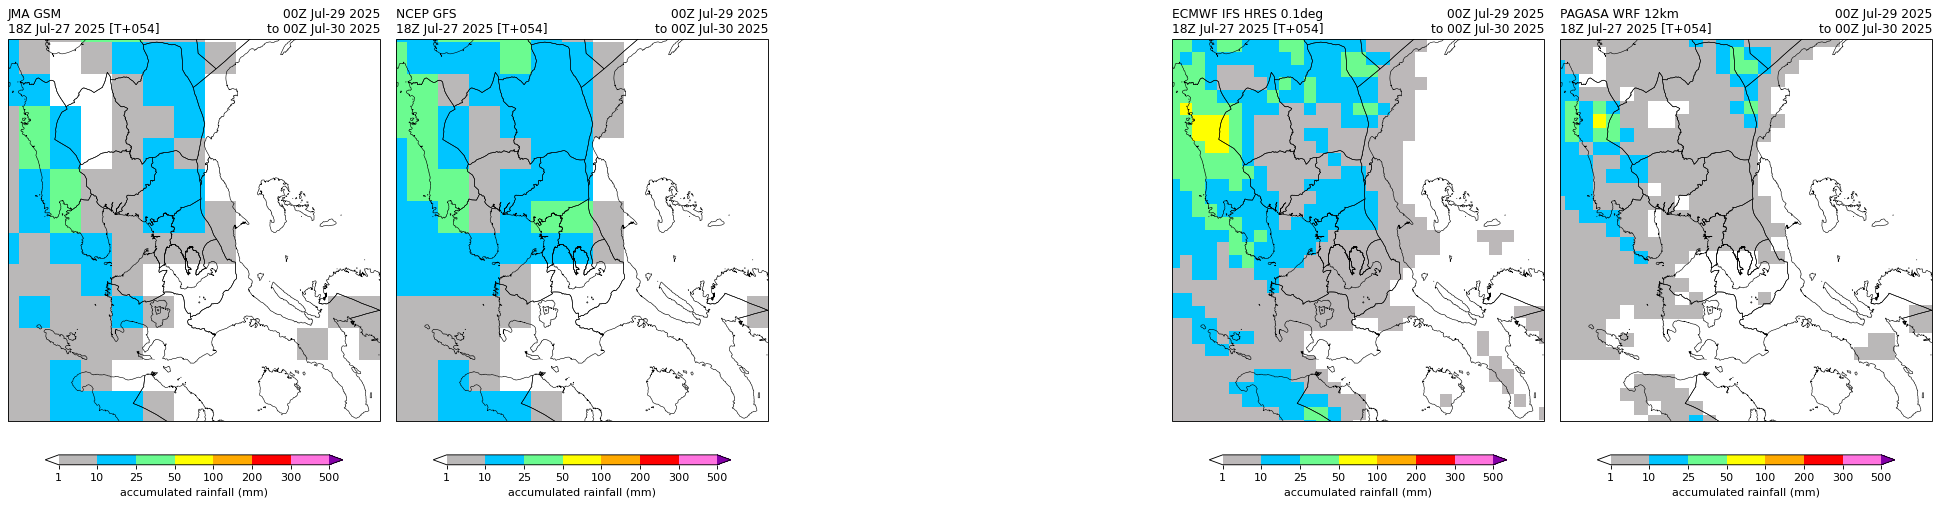 JMA GSM 00Z Jul-29 2025
18Z Jul-27 2025 [T+054] to 00Z Jul-30 2025
1 10 25 50 100 200 300 500
accumulated rainfall (mm)
NCEP GFS 00Z Jul-29 2025
18Z Jul-27 2025 [T+054] to 00Z Jul-30 2025
1 10 25 50 100 200 300 500
accumulated rainfall (mm)
ECMWF IFS HRES 0.1deg 00Z Jul-29 2025
18Z Jul-27 2025 [T+054] to 00Z Jul-30 2025
1 10 25 50 100 200 300 500
accumulated rainfall (mm)
PAGASA WRF 12km 00Z Jul-29 2025
18Z Jul-27 2025 [T+054] to 00Z Jul-30 2025
1 10 25 50 100 200 300 500
accumulated rainfall (mm)